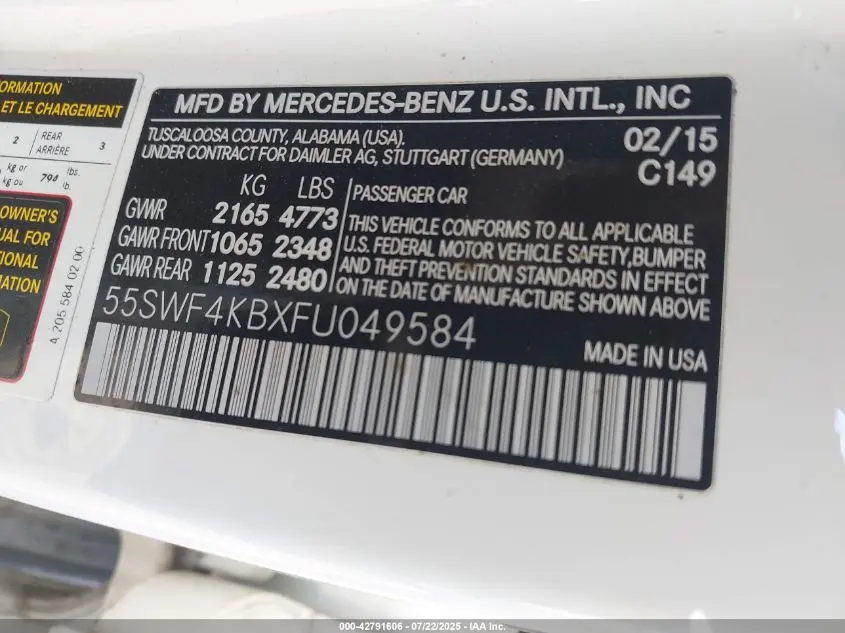 ORMATION
ET LE CHARGEMENT
2 REAR ARRIÈRE 3
kg or lbs.
kg ou 794 lb.
OWNER'S
UAL FOR
TIONAL
MATION
A 205 584 02 00
MFD BY MERCEDES-BENZ U.S. INTL., INC
TUSCALOOSA COUNTY, ALABAMA (USA).
UNDER CONTRACT FOR DAIMLER AG, STUTTGART (GERMANY)
02/15
C149
KG LBS
GVWR 2165 4773
GAWR FRONT 1065 2348
GAWR REAR 1125 2480
PASSENGER CAR
THIS VEHICLE CONFORMS TO ALL APPLICABLE
U.S. FEDERAL MOTOR VEHICLE SAFETY, BUMPER
AND THEFT PREVENTION STANDARDS IN EFFECT
ON THE DATE OF MANUFACTURE SHOWN ABOVE
55SWF4KBXFU049584
MADE IN USA
000-42791606 - 07/22/2025 - IAA Inc.